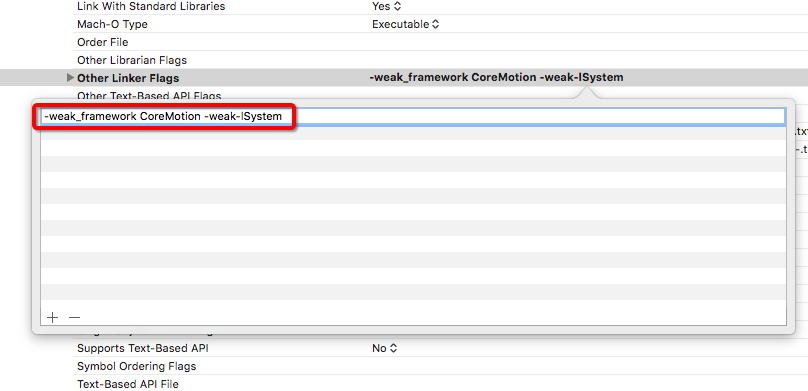 Link With Standard Libraries Yes
Mach-O Type Executable
Order File
Other Librarian Flags
Other Linker Flags -weak_framework CoreMotion -weak-lSystem
Other Text-Based API Flags
-weak_framework CoreMotion -weak-lSystem
Supports Text-Based API No
Symbol Ordering Flags
Text-Based API File